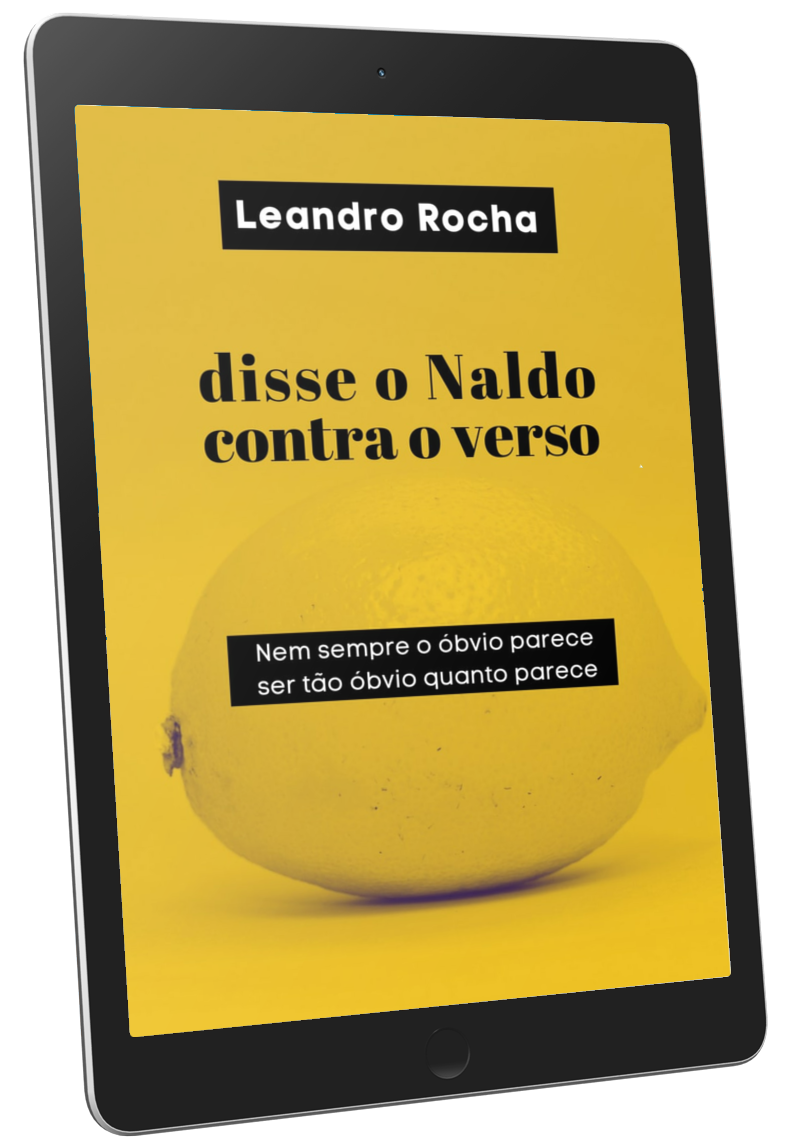 Leandro Rocha
disse o Naldo
contra o verso
Nem sempre o óbvio parece
ser tão óbvio quanto parece